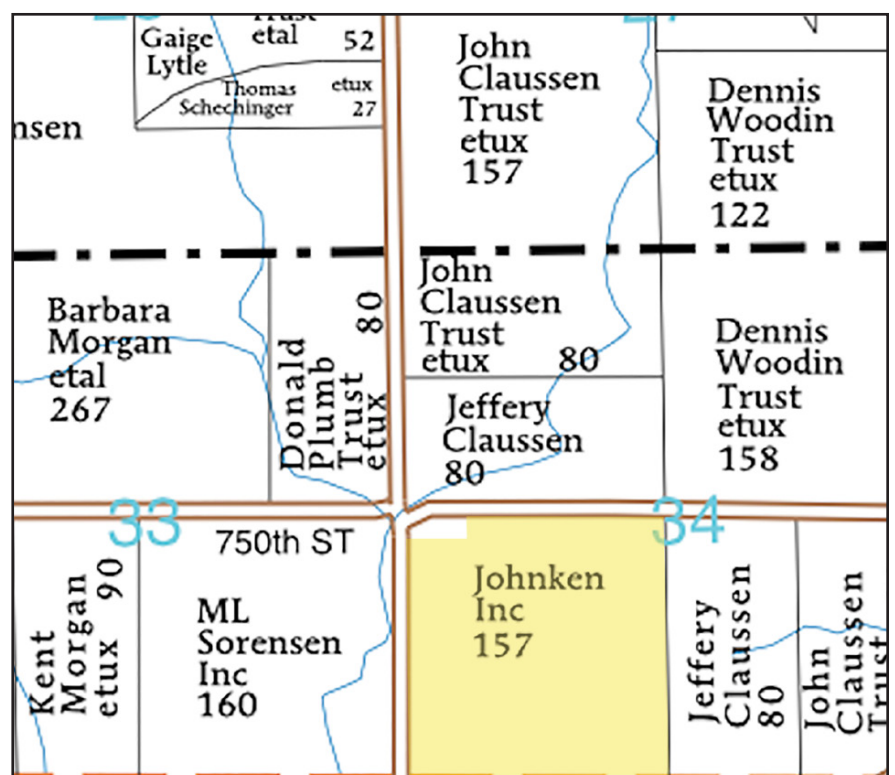 Trust
etal
52
Gaige
Lytle
Thomas
Schechinger
etux
27
nsen
John
Claussen
Trust
etux
157
Dennis
Woodin
Trust
etux
122
Barbara
Morgan
etal
267
Donald
Plumb
Trust
etux 80
John
Claussen
Trust
etux 80
Jeffery
Claussen
80
Dennis
Woodin
Trust
etux
158
33
34
750th ST
Kent
Morgan
etux 90
ML
Sorensen
Inc
160
Johnken
Inc
157
Jeffery
Claussen
80
John
Claussen
Trust